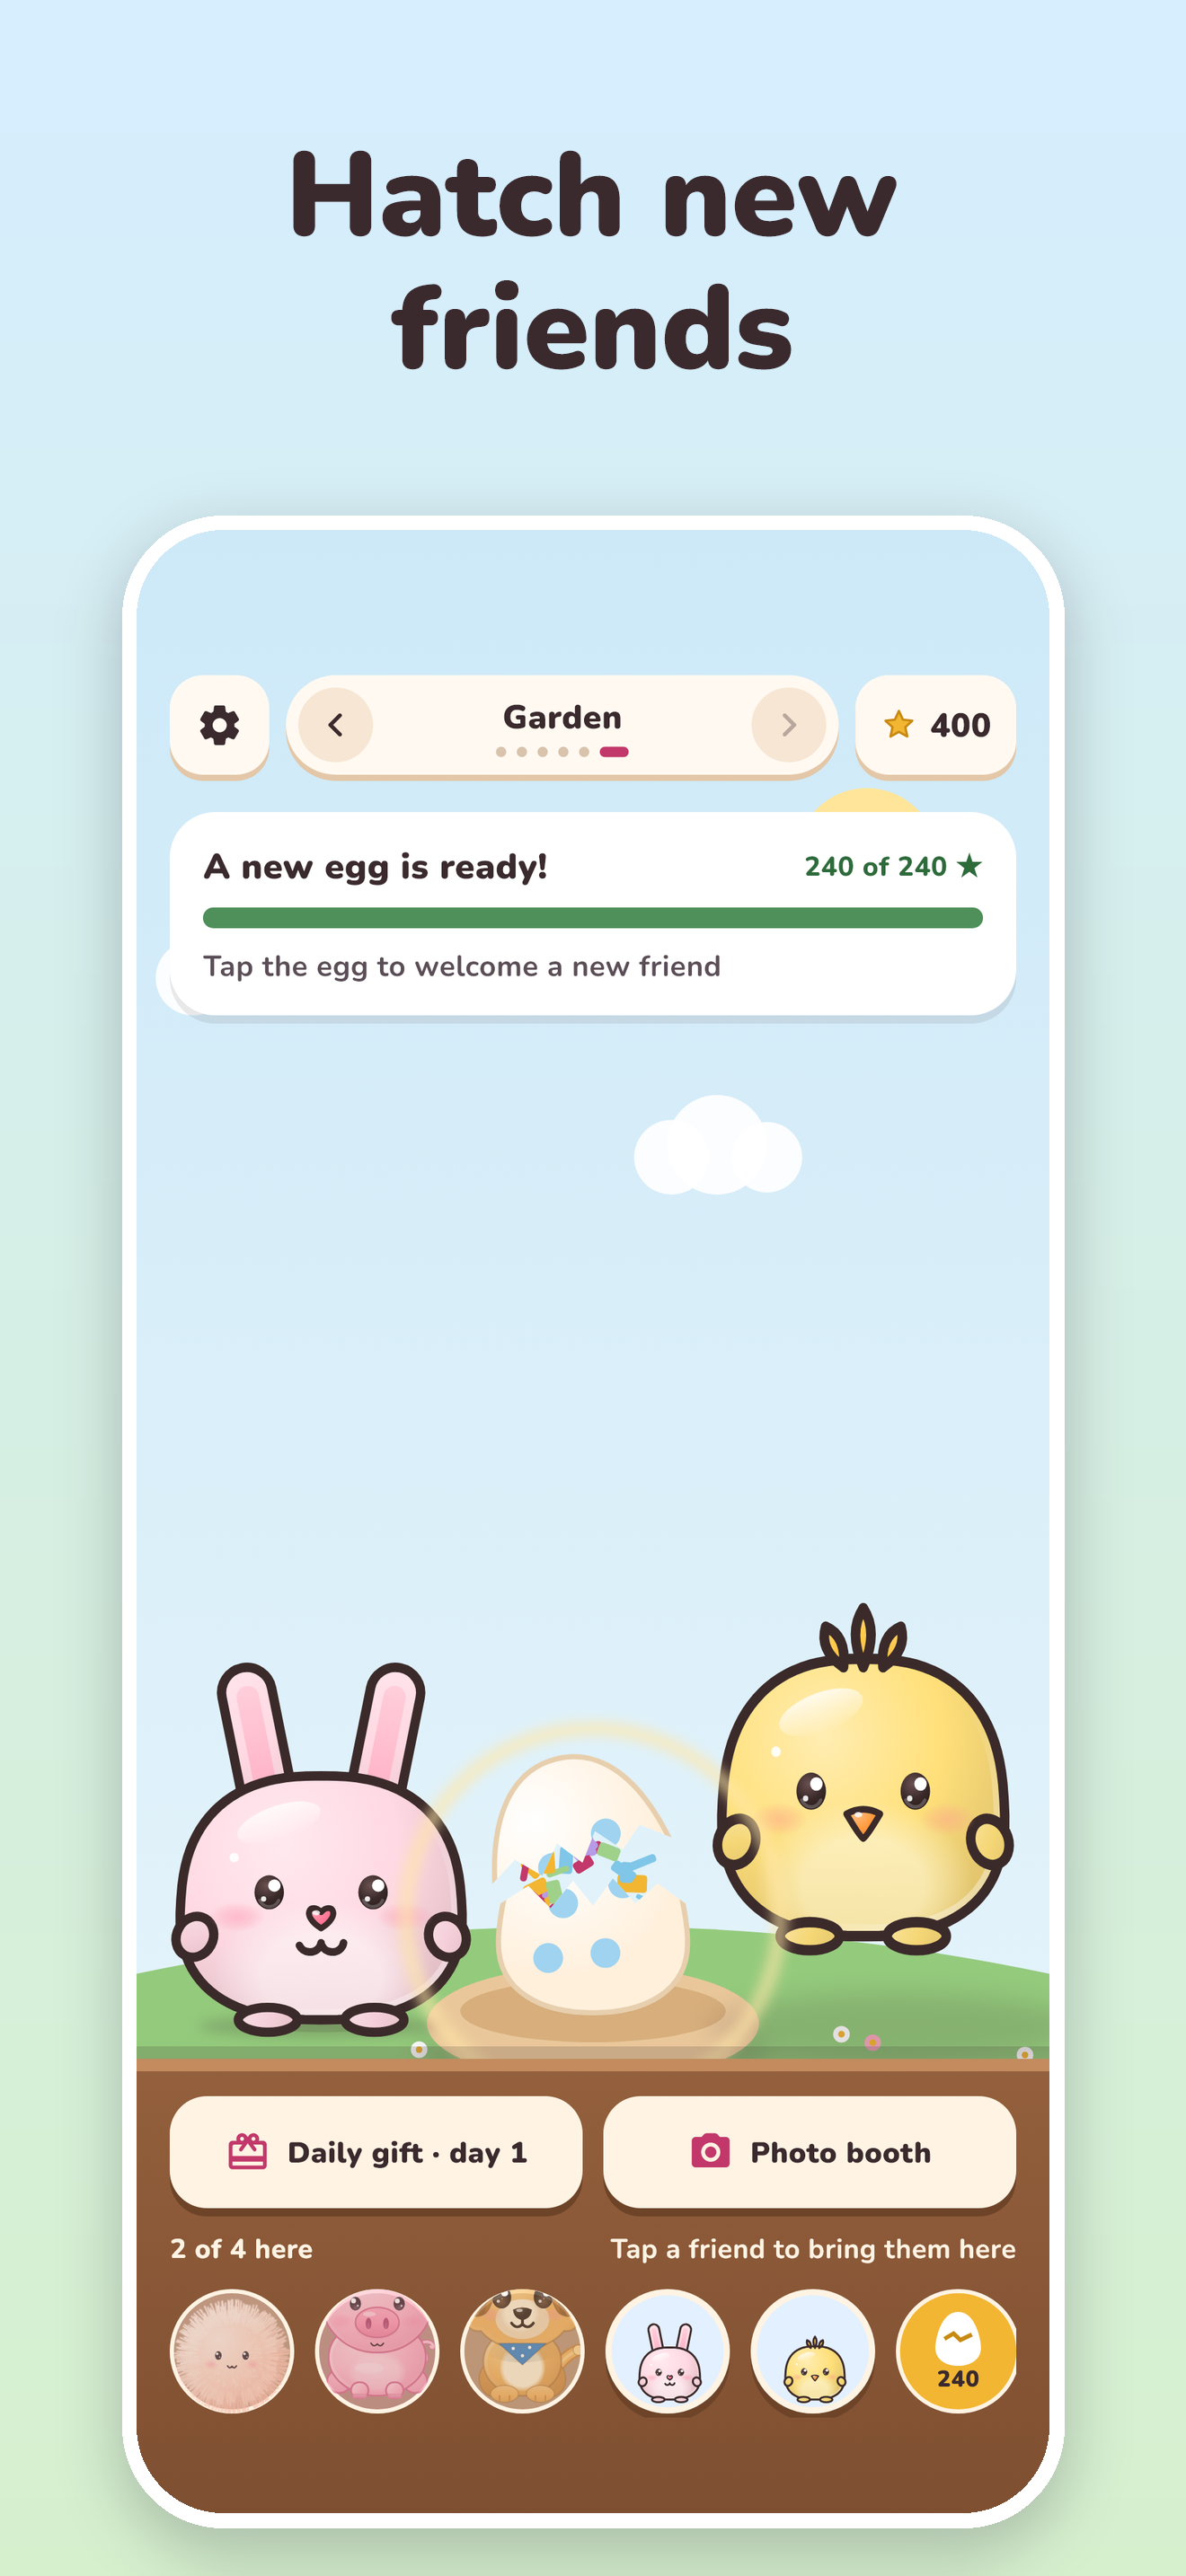 Hatch new
friends
Garden
400
A new egg is ready!
240 of 240 ★
Tap the egg to welcome a new friend
Daily gift · day 1
Photo booth
2 of 4 here
Tap a friend to bring them here
240